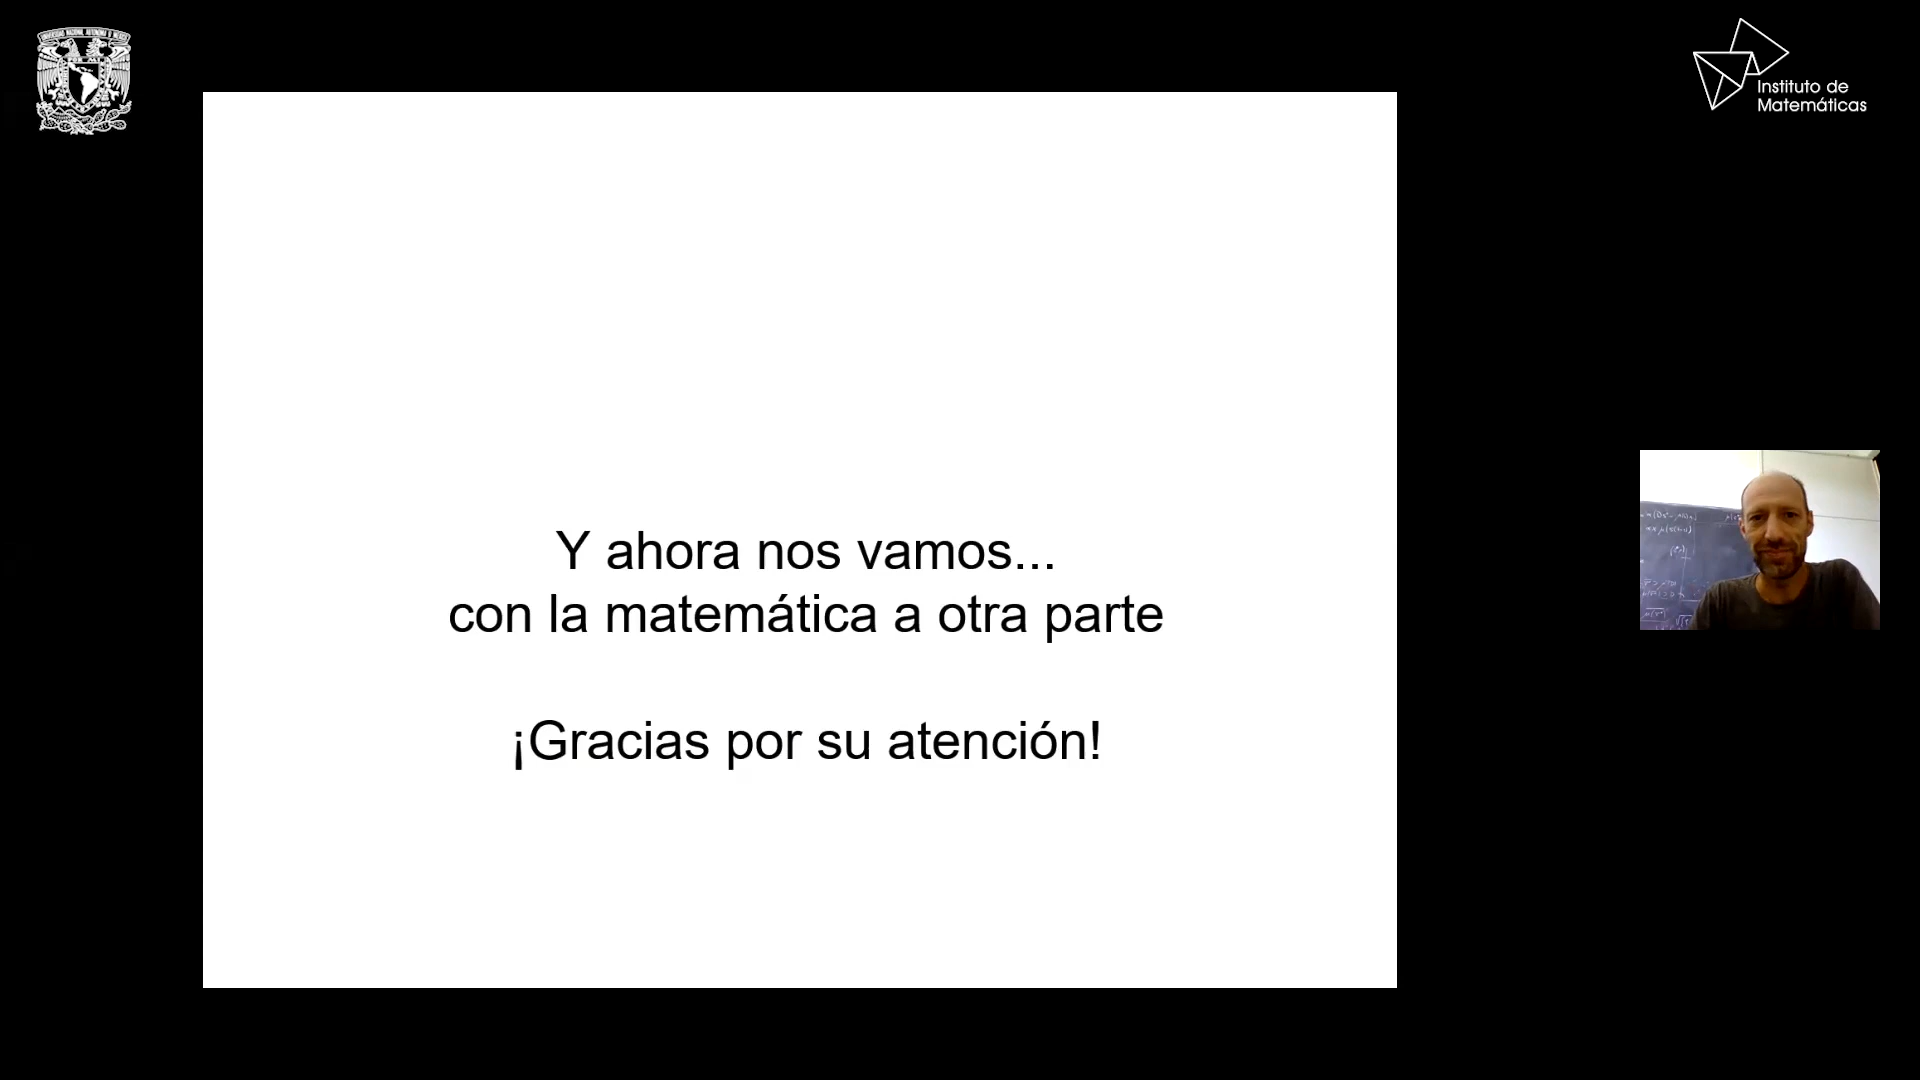 Instituto de
Matemáticas
Y ahora nos vamos...
con la matemática a otra parte
¡Gracias por su atención!